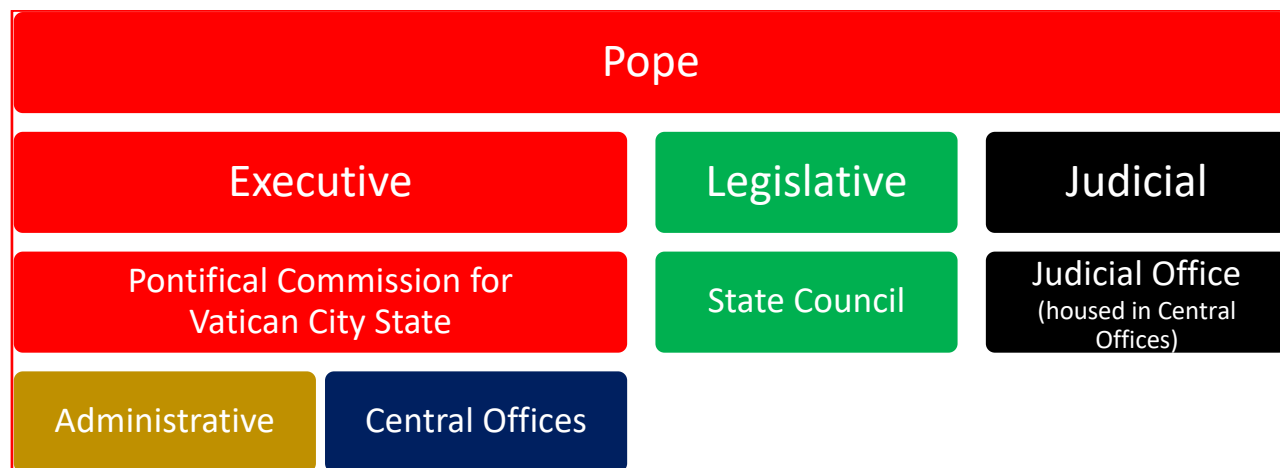 Pope
Executive
Legislative
Judicial
Pontifical Commission for
Vatican City State
State Council
Judicial Office
(housed in Central
Offices)
Administrative
Central Offices